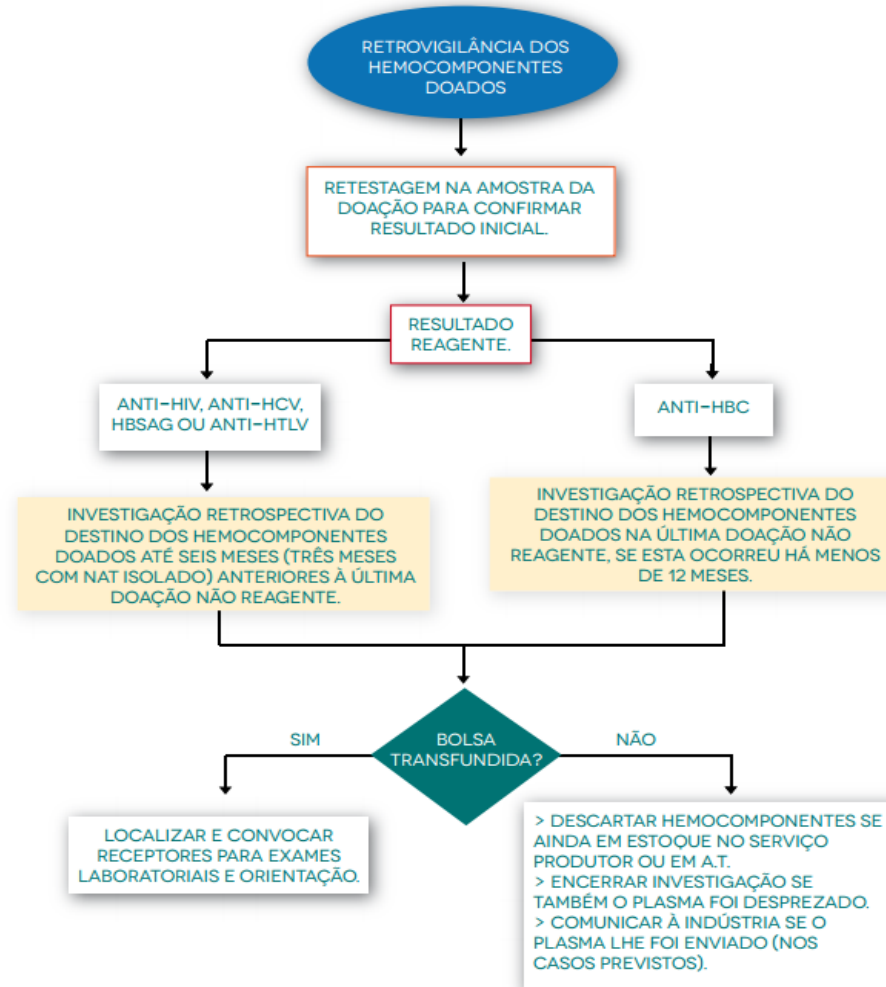 RETROVIGILÂNCIA DOS
HEMOCOMPONENTES
DOADOS
RETESTAGEM NA AMOSTRA DA
DOAÇÃO PARA CONFIRMAR
RESULTADO INICIAL.
RESULTADO
REAGENTE.
ANTI-HIV, ANTI-HCV,
HBSAG OU ANTI-HTLV
ANTI-HBC
INVESTIGAÇÃO RETROSPECTIVA DO
DESTINO DOS HEMOCOMPONENTES
DOADOS ATÉ SEIS MESES (TRÊS MESES
COM NAT ISOLADO) ANTERIORES À ÚLTIMA
DOAÇÃO NÃO REAGENTE.
INVESTIGAÇÃO RETROSPECTIVA DO
DESTINO DOS HEMOCOMPONENTES
DOADOS NA ÚLTIMA DOAÇÃO NÃO
REAGENTE, SE ESTA OCORREU HÁ MENOS
DE 12 MESES.
BOLSA
TRANSFUNDIDA?
SIM
NÃO
LOCALIZAR E CONVOCAR
RECEPTORES PARA EXAMES
LABORATORIAIS E ORIENTAÇÃO.
> DESCARTAR HEMOCOMPONENTES SE
AINDA EM ESTOQUE NO SERVIÇO
PRODUTOR OU EM A.T.
> ENCERRAR INVESTIGAÇÃO SE
TAMBÉM O PLASMA FOI DESPREZADO.
> COMUNICAR À INDÚSTRIA SE O
PLASMA LHE FOI ENVIADO (NOS
CASOS PREVISTOS).